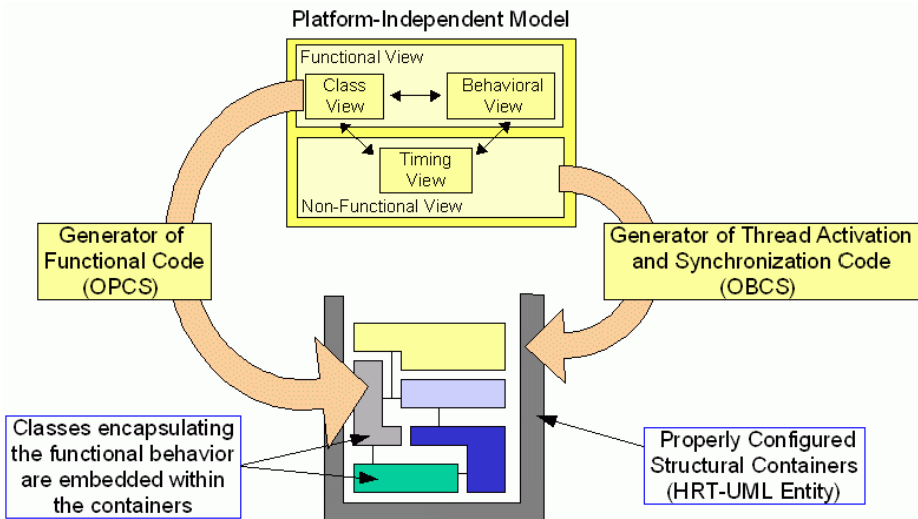 Platform-Independent Model
Functional View
Class
View
Behavioral
View
Timing
View
Non-Functional View
Generator of
Functional Code
(OPCS)
Generator of Thread Activation
and Synchronization Code
(OBCS)
Classes encapsulating
the functional behavior
are embedded within
the containers
Properly Configured
Structural Containers
(HRT-UML Entity)